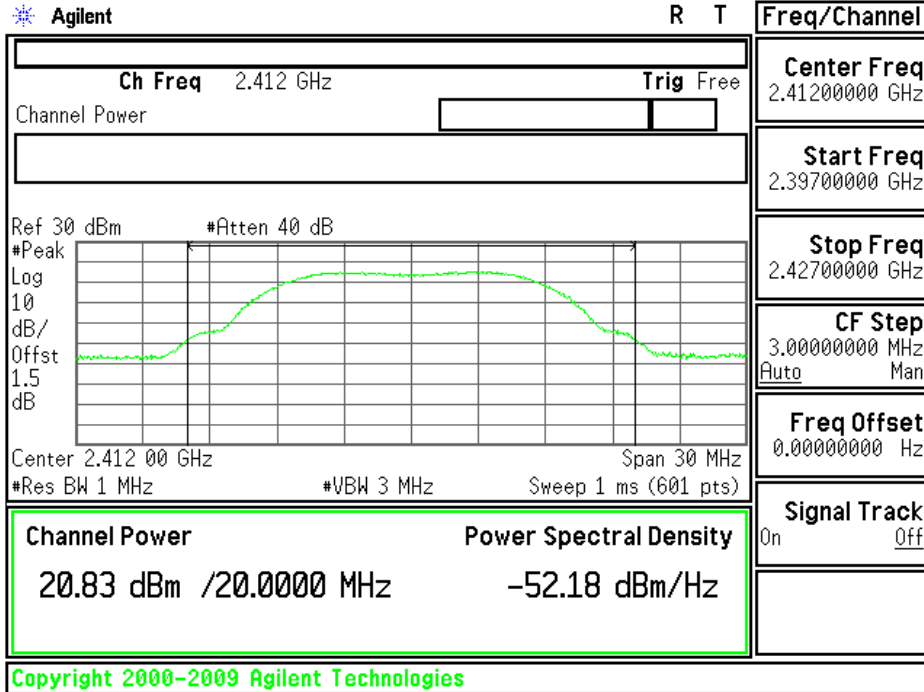 Agilent R T Freq/Channel
Ch Freq 2.412 GHz Trig Free
Channel Power
Center Freq
2.41200000 GHz
Start Freq
2.39700000 GHz
Stop Freq
2.42700000 GHz
CF Step
3.00000000 MHz
Auto Man
Freq Offset
0.00000000 Hz
Signal Track
On Off
Ref 30 dBm #Atten 40 dB
#Peak
Log
10
dB/
Offst
1.5
dB
Center 2.412 00 GHz Span 30 MHz
#Res BW 1 MHz #VBW 3 MHz Sweep 1 ms (601 pts)
Channel Power Power Spectral Density
20.83 dBm /20.0000 MHz -52.18 dBm/Hz
Copyright 2000-2009 Agilent Technologies